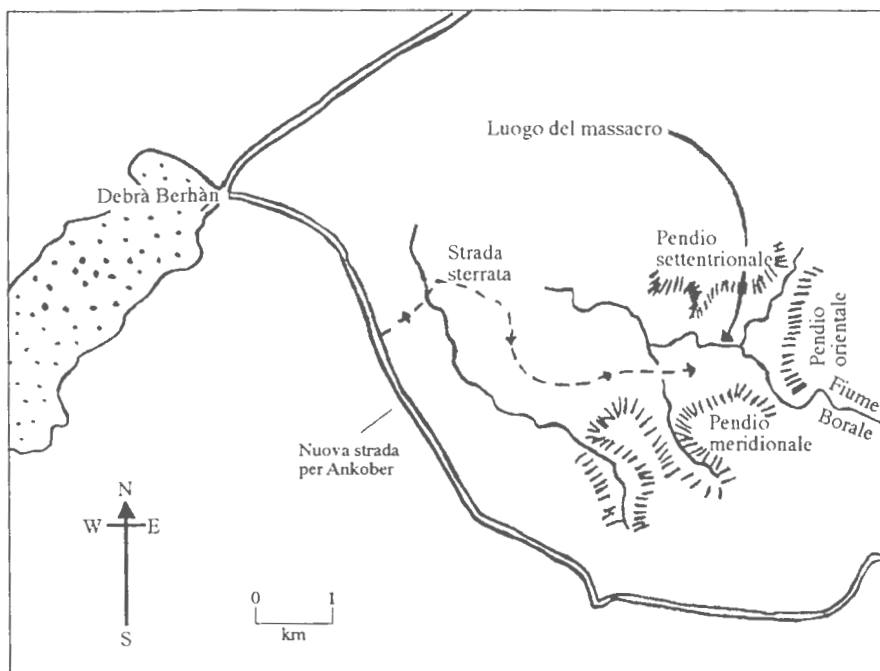 Luogo del massacro
Debrà Berhàn
Strada
sterrata
Pendio
settentrionale
Pendio
orientale
Fiume
Borale
Pendio
meridionale
Nuova strada
per Ankober
N
W E
S
0 1
km